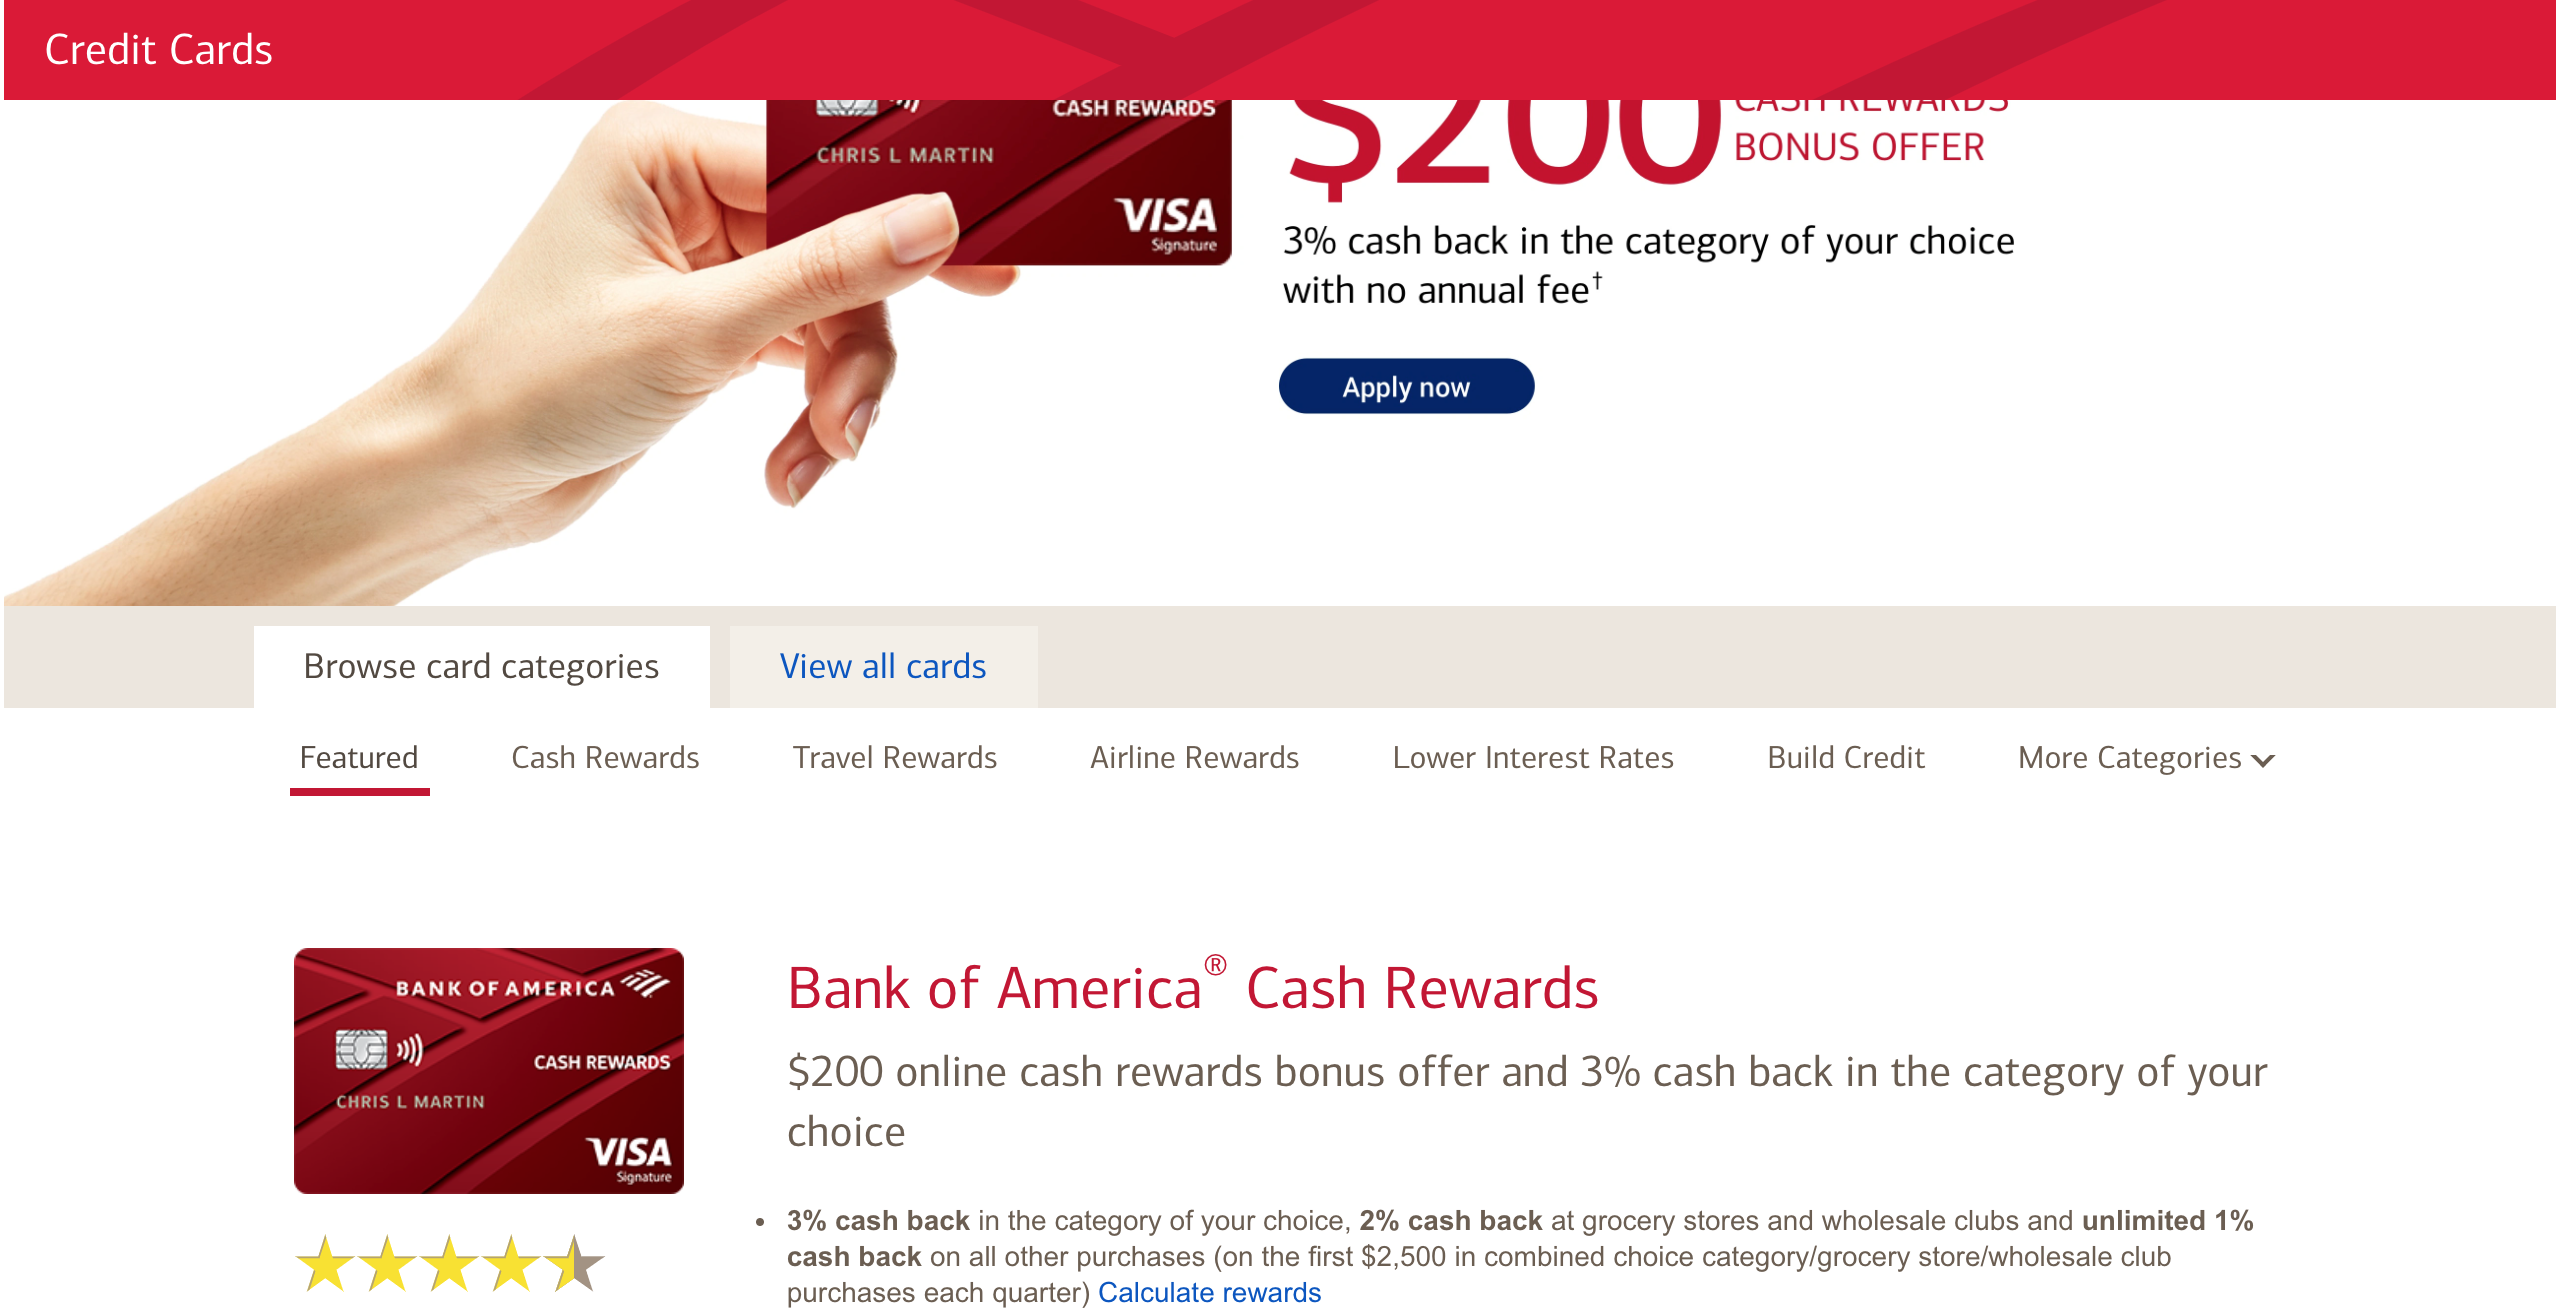 Credit Cards
CASH REWARDS
CHRIS L MARTIN
VISA
Signature
$200 CASH REWARDS
BONUS OFFER
3% cash back in the category of your choice
with no annual fee†
Apply now
Browse card categories
View all cards
Featured
Cash Rewards
Travel Rewards
Airline Rewards
Lower Interest Rates
Build Credit
More Categories
BANK OF AMERICA
CASH REWARDS
CHRIS L MARTIN
VISA
Signature
Bank of America® Cash Rewards
$200 online cash rewards bonus offer and 3% cash back in the category of your
choice
• 3% cash back in the category of your choice, 2% cash back at grocery stores and wholesale clubs and unlimited 1%
cash back on all other purchases (on the first $2,500 in combined choice category/grocery store/wholesale club
purchases each quarter) Calculate rewards